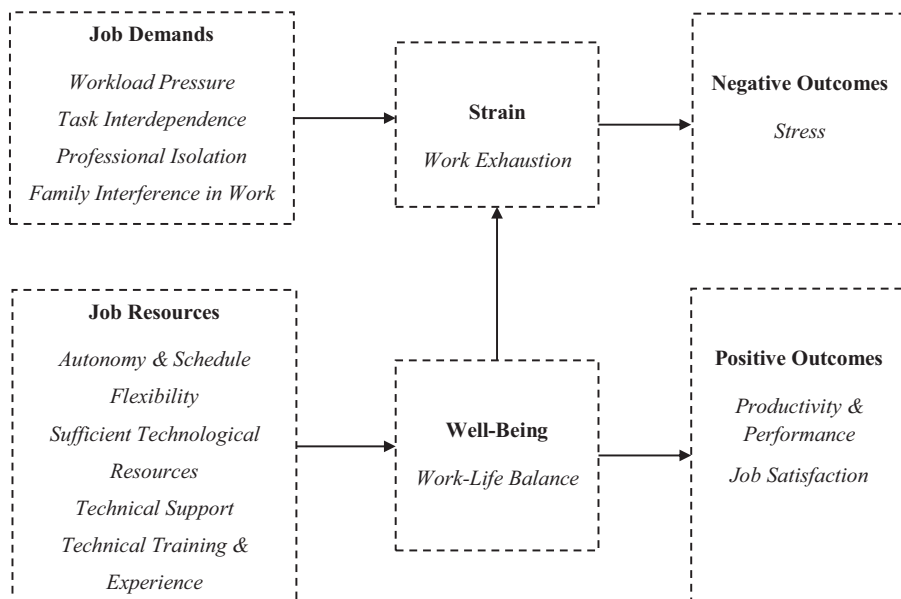 Job Demands
Workload Pressure
Task Interdependence
Professional Isolation
Family Interference in Work
Strain
Work Exhaustion
Negative Outcomes
Stress
Job Resources
Autonomy & Schedule
Flexibility
Sufficient Technological
Resources
Technical Support
Technical Training &
Experience
Well-Being
Work-Life Balance
Positive Outcomes
Productivity &
Performance
Job Satisfaction